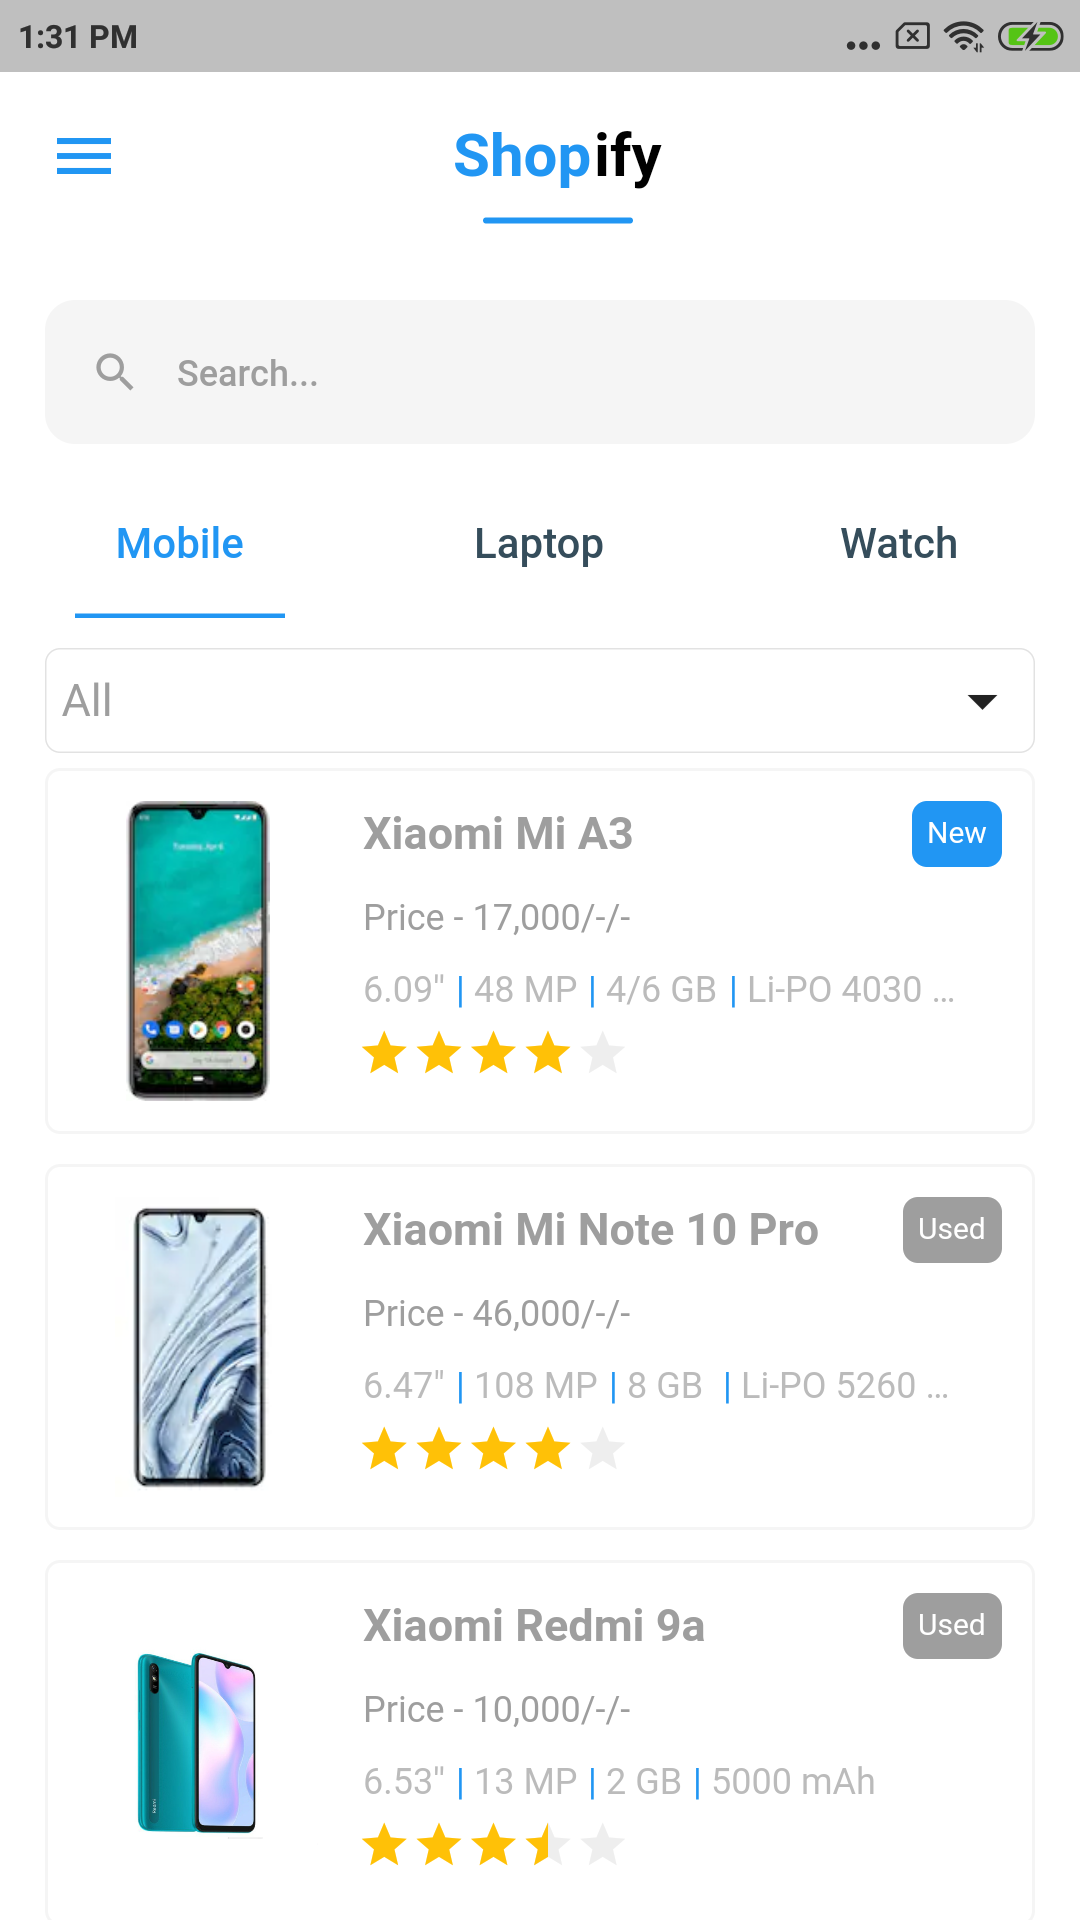 1:31 PM
Shopify
Search...
Mobile Laptop Watch
All
Xiaomi Mi A3 New
Price - 17,000/-/-
6.09" | 48 MP | 4/6 GB | Li-PO 4030 ...
Xiaomi Mi Note 10 Pro Used
Price - 46,000/-/-
6.47" | 108 MP | 8 GB | Li-PO 5260 ...
Xiaomi Redmi 9a Used
Price - 10,000/-/-
6.53" | 13 MP | 2 GB | 5000 mAh